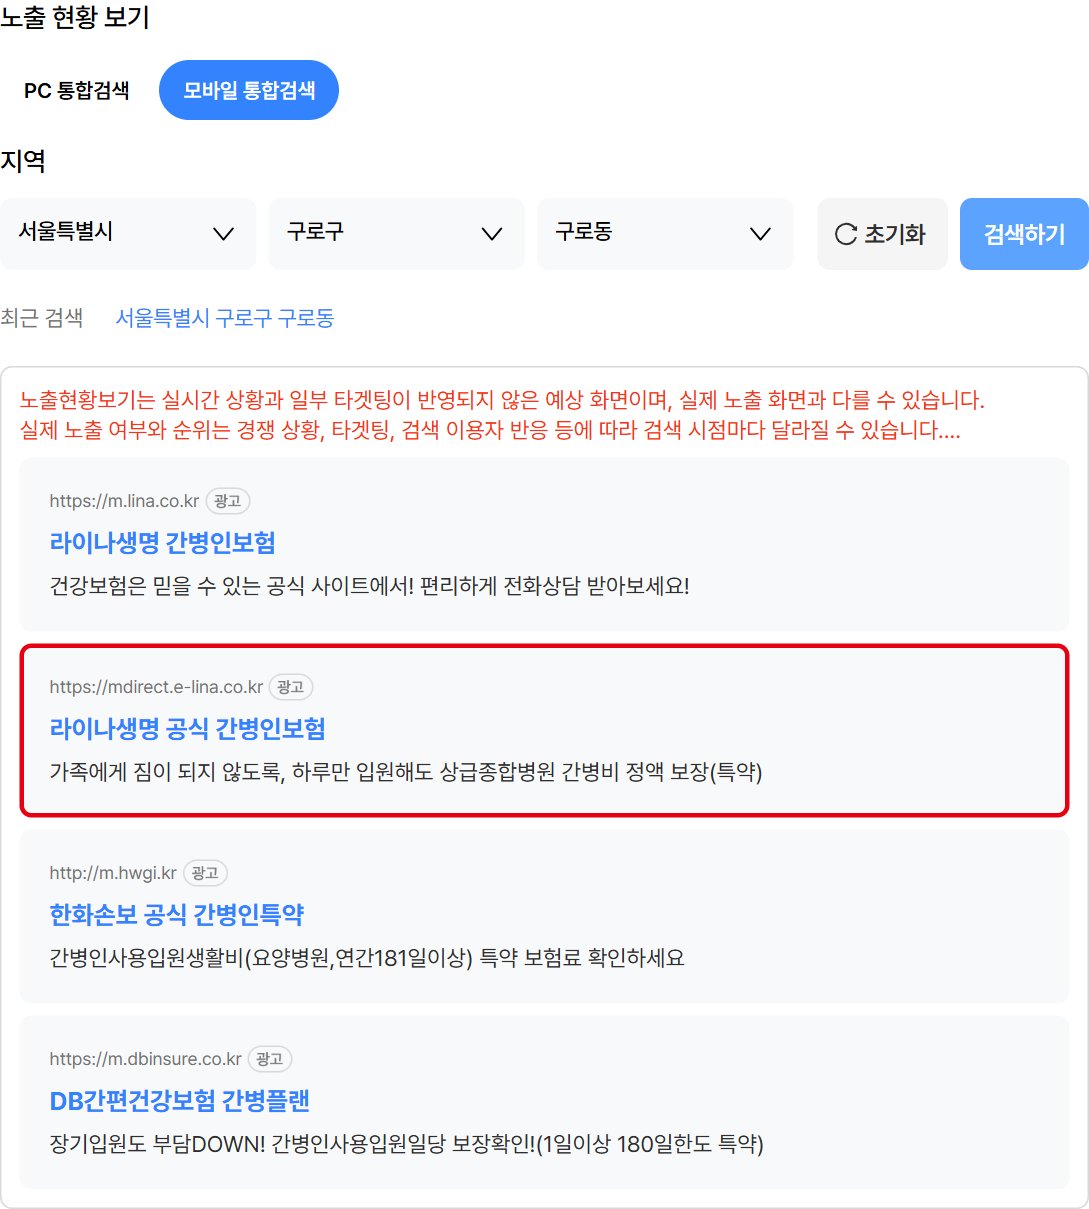 노출 현황 보기
PC 통합검색 모바일 통합검색
지역
서울특별시 구로구 구로동 초기화 검색하기
최근 검색 서울특별시 구로구 구로동
노출현황보기는 실시간 상황과 일부 타겟팅이 반영되지 않은 예상 화면이며, 실제 노출 화면과 다를 수 있습니다.
실제 노출 여부와 순위는 경쟁 상황, 타겟팅, 검색 이용자 반응 등에 따라 검색 시점마다 달라질 수 있습니다....
https://m.lina.co.kr 광고
라이나생명 간병인보험
건강보험은 믿을 수 있는 공식 사이트에서! 편리하게 전화상담 받아보세요!
https://mdirect.e-lina.co.kr 광고
라이나생명 공식 간병인보험
가족에게 짐이 되지 않도록, 하루만 입원해도 상급종합병원 간병비 정액 보장(특약)
http://m.hwgi.kr 광고
한화손보 공식 간병인특약
간병인사용입원생활비(요양병원,연간181일이상) 특약 보험료 확인하세요
https://m.dbinsure.co.kr 광고
DB간편건강보험 간병플랜
장기입원도 부담DOWN! 간병인사용입원일당 보장확인!(1일이상 180일한도 특약)